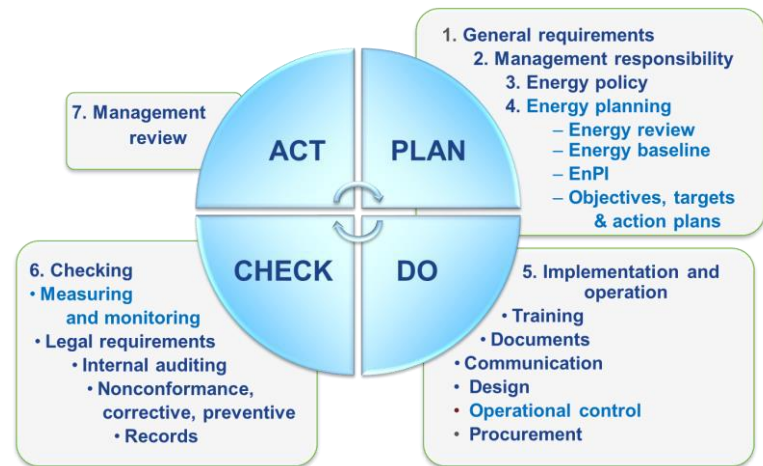 1. General requirements
2. Management responsibility
3. Energy policy
4. Energy planning
– Energy review
– Energy baseline
– EnPI
– Objectives, targets
& action plans
7. Management
review
ACT
PLAN
CHECK
DO
6. Checking
• Measuring
and monitoring
• Legal requirements
• Internal auditing
• Nonconformance,
corrective, preventive
• Records
5. Implementation and
operation
• Training
• Documents
• Communication
• Design
• Operational control
• Procurement